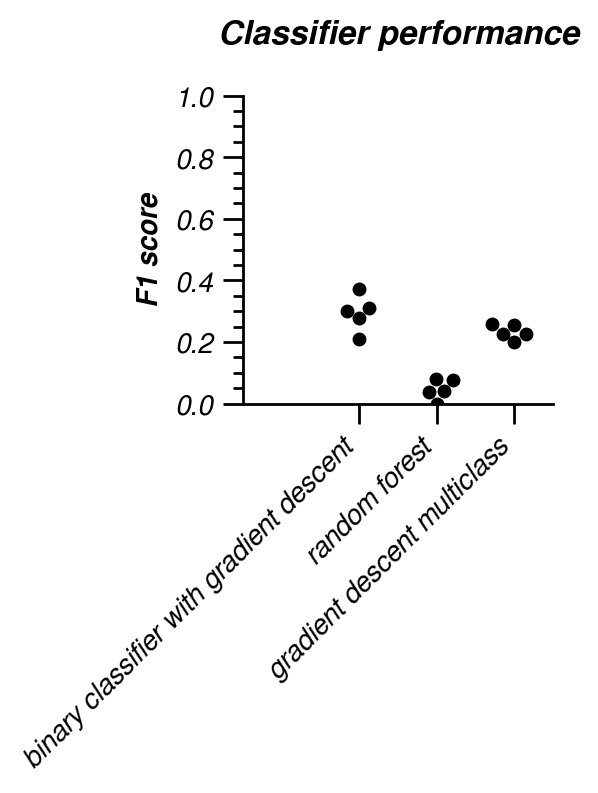 Classifier performance
1.0
0.8
0.6
0.4
0.2
0.0
F1 score
binary classifier with gradient descent
random forest
gradient descent multiclass